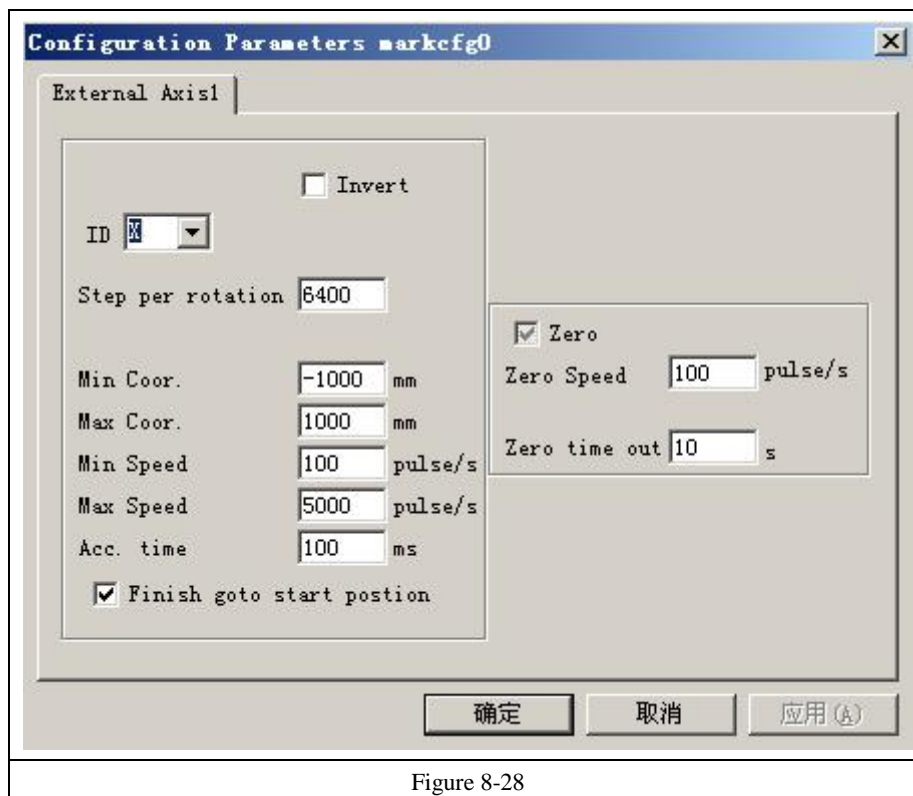 Configuration Parameters markcfg0
External Axis1
Invert
ID X
Step per rotation 6400
Min Coor. -1000 mm
Max Coor. 1000 mm
Min Speed 100 pulse/s
Max Speed 5000 pulse/s
Acc. time 100 ms
Finish goto start postion
Zero
Zero Speed 100 pulse/s
Zero time out 10 s
确定 取消 应用(A)
Figure 8-28